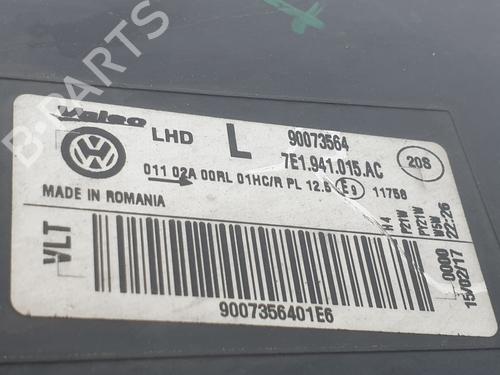 B-PARTS
Valeo
LHD L 90073564
7E1.941.015.AC
20S
011 02A 00RL 01HC/R PL 12.5 E9 11758
MADE IN ROMANIA
H4
P21W
PY21W
W5W
22:26
0000
15/02/17
VLT
9007356401E6